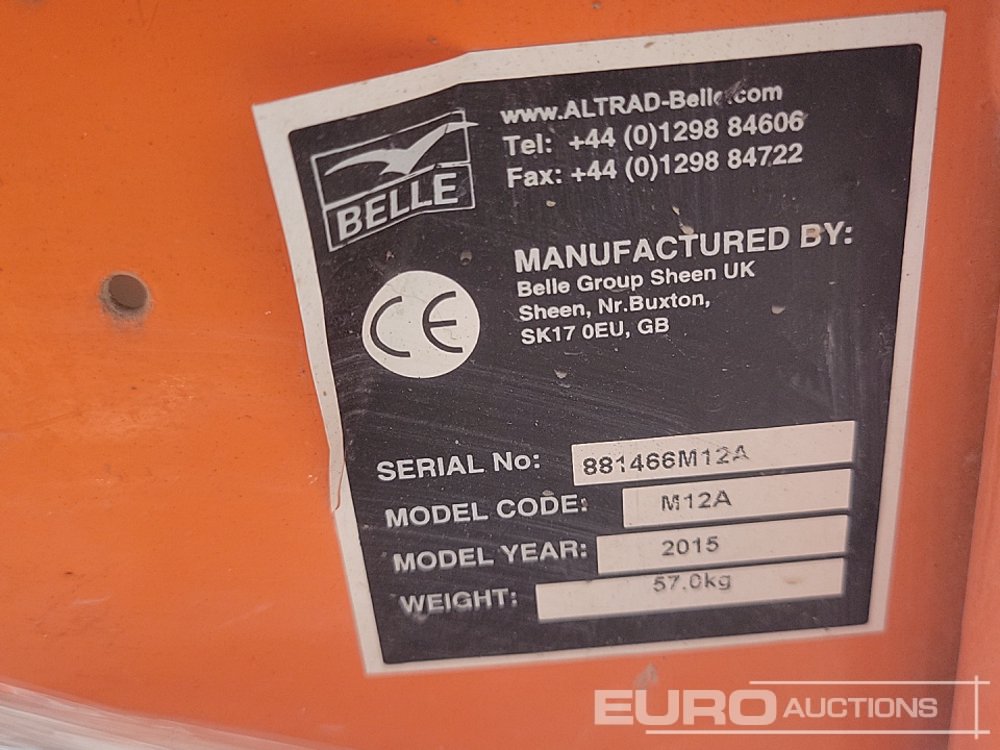 BELLE
www.ALTRAD-Belle.com
Tel: +44 (0)1298 84606
Fax: +44 (0)1298 84722
MANUFACTURED BY:
Belle Group Sheen UK
Sheen, Nr.Buxton,
SK17 0EU, GB
CE
SERIAL No: 881466M12A
MODEL CODE: M12A
MODEL YEAR: 2015
WEIGHT: 57.0kg
EURO AUCTIONS